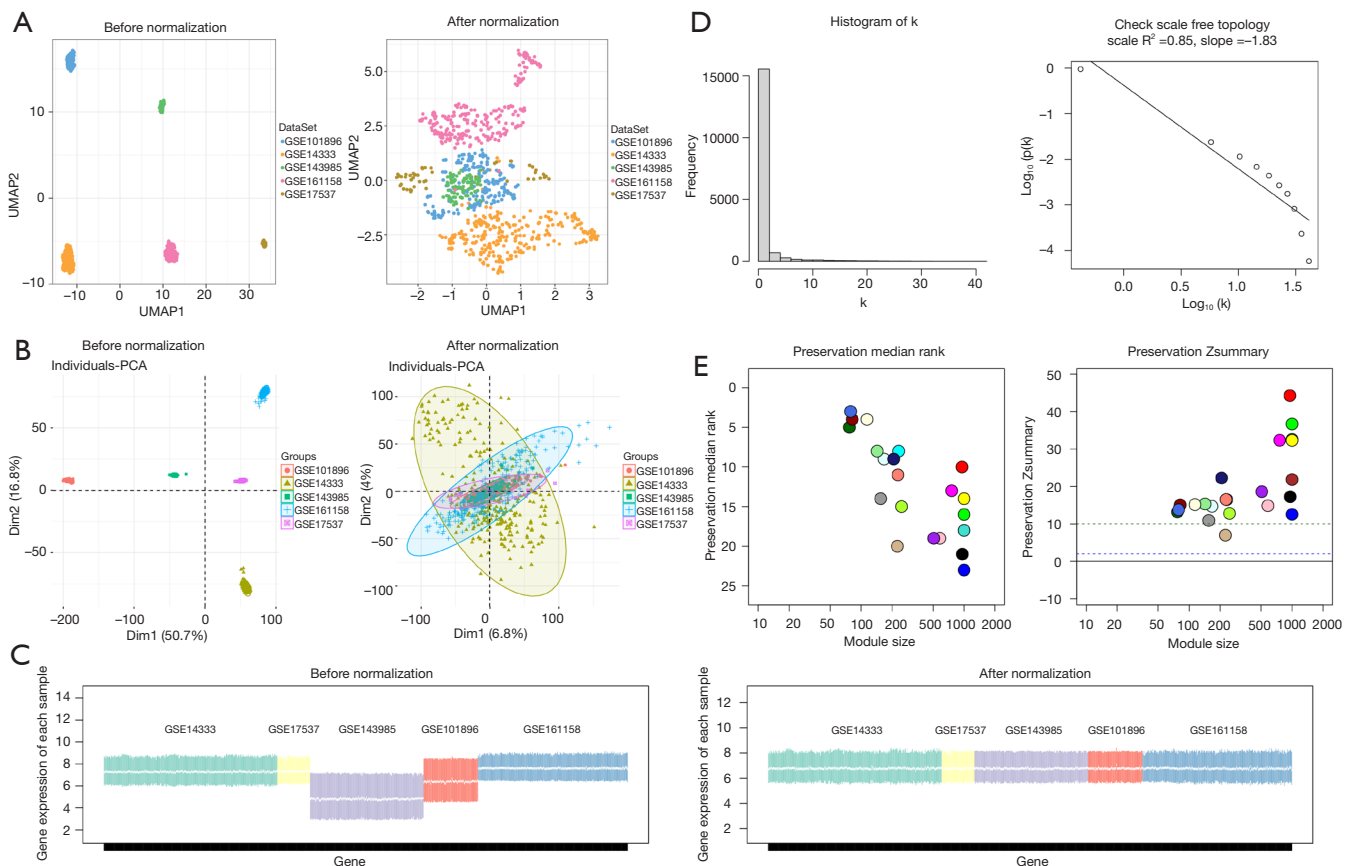 A
Before normalization
UMAP2
10
0
−10
−10
0
10
20
30
UMAP1
DataSet
GSE101896
GSE14333
GSE143985
GSE161158
GSE17537
After normalization
UMAP2
5.0
2.5
0.0
−2.5
−2
−1
0
1
2
3
UMAP1
DataSet
GSE101896
GSE14333
GSE143985
GSE161158
GSE17537
B
Before normalization
Individuals-PCA
Dim2 (16.8%)
50
0
−50
−200
−100
0
100
Dim1 (50.7%)
Groups
GSE101896
GSE14333
GSE143985
GSE161158
GSE17537
After normalization
Individuals-PCA
Dim2 (4%)
100
50
0
−50
−100
−100
0
100
Dim1 (6.8%)
Groups
GSE101896
GSE14333
GSE143985
GSE161158
GSE17537
C
Before normalization
Gene expression of each sample
14
12
10
8
6
4
2
GSE14333
GSE17537
GSE143985
GSE101896
GSE161158
Gene
After normalization
Gene expression of each sample
12
10
8
6
4
2
GSE14333
GSE17537
GSE143985
GSE101896
GSE161158
Gene
D
Histogram of k
Frequency
15000
10000
5000
0
0
10
20
30
40
k
Check scale free topology
scale R² =0.85, slope =−1.83
Log₁₀ (p(k)
0
−1
−2
−3
−4
0.0
0.5
1.0
1.5
Log₁₀ (k)
E
Preservation median rank
Preservation median rank
0
5
10
15
20
25
10
20
50
100
200
500
1000
2000
Module size
Preservation Zsummary
Preservation Zsummary
50
40
30
20
10
0
−10
10
20
50
100
200
500
1000
2000
Module size